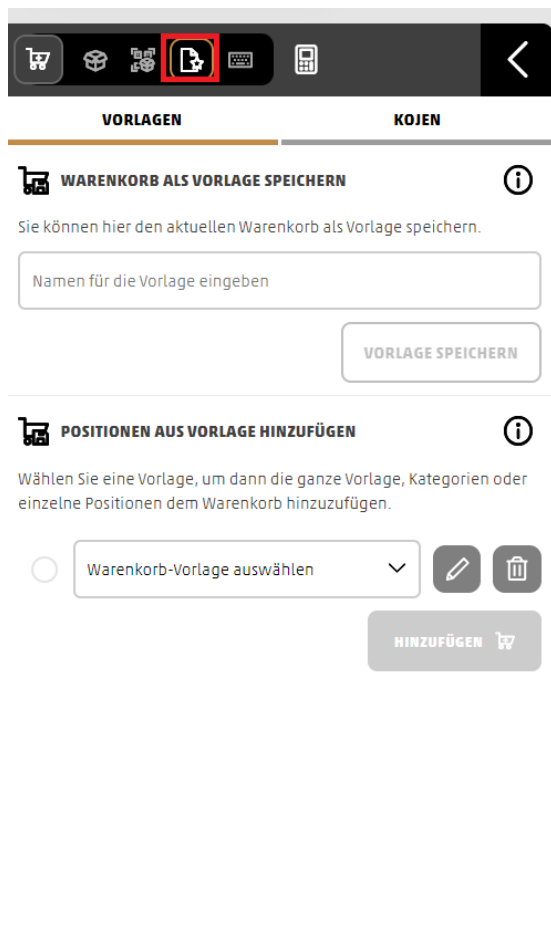 VORLAGEN
KOJEN
WARENKORB ALS VORLAGE SPEICHERN
Sie können hier den aktuellen Warenkorb als Vorlage speichern.
Namen für die Vorlage eingeben
VORLAGE SPEICHERN
POSITIONEN AUS VORLAGE HINZUFÜGEN
Wählen Sie eine Vorlage, um dann die ganze Vorlage, Kategorien oder
einzelne Positionen dem Warenkorb hinzuzufügen.
Warenkorb-Vorlage auswählen
HINZUFÜGEN